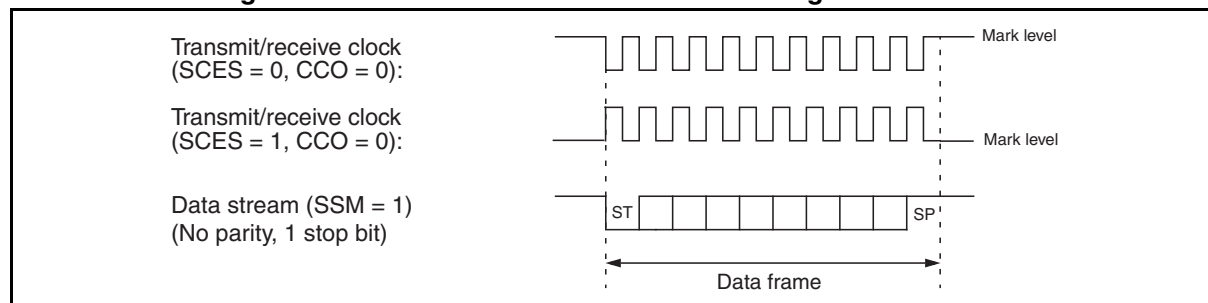 Transmit/receive clock
(SCES = 0, CCO = 0):
Mark level
Transmit/receive clock
(SCES = 1, CCO = 0):
Mark level
Data stream (SSM = 1)
(No parity, 1 stop bit)
ST
SP
Data frame